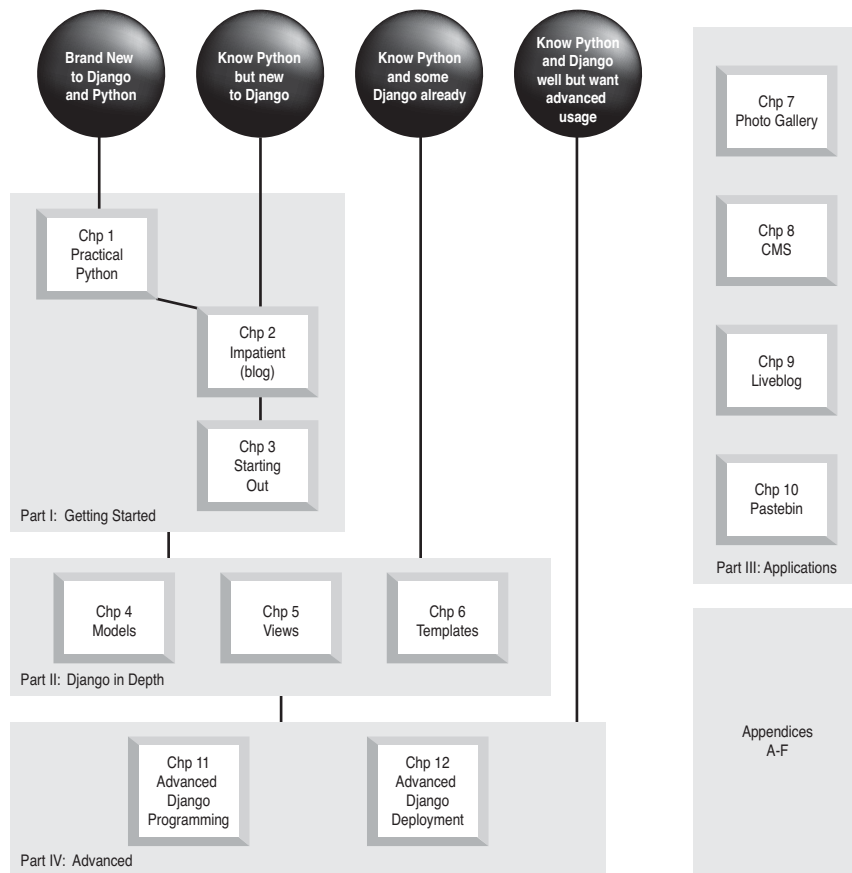 Brand New
to Django
and Python
Know Python
but new
to Django
Know Python
and some
Django already
Know Python
and Django
well but want
advanced
usage
Chp 1
Practical
Python
Chp 2
Impatient
(blog)
Chp 3
Starting
Out
Part I: Getting Started
Chp 4
Models
Chp 5
Views
Chp 6
Templates
Part II: Django in Depth
Chp 11
Advanced
Django
Programming
Chp 12
Advanced
Django
Deployment
Part IV: Advanced
Chp 7
Photo Gallery
Chp 8
CMS
Chp 9
Liveblog
Chp 10
Pastebin
Part III: Applications
Appendices
A-F